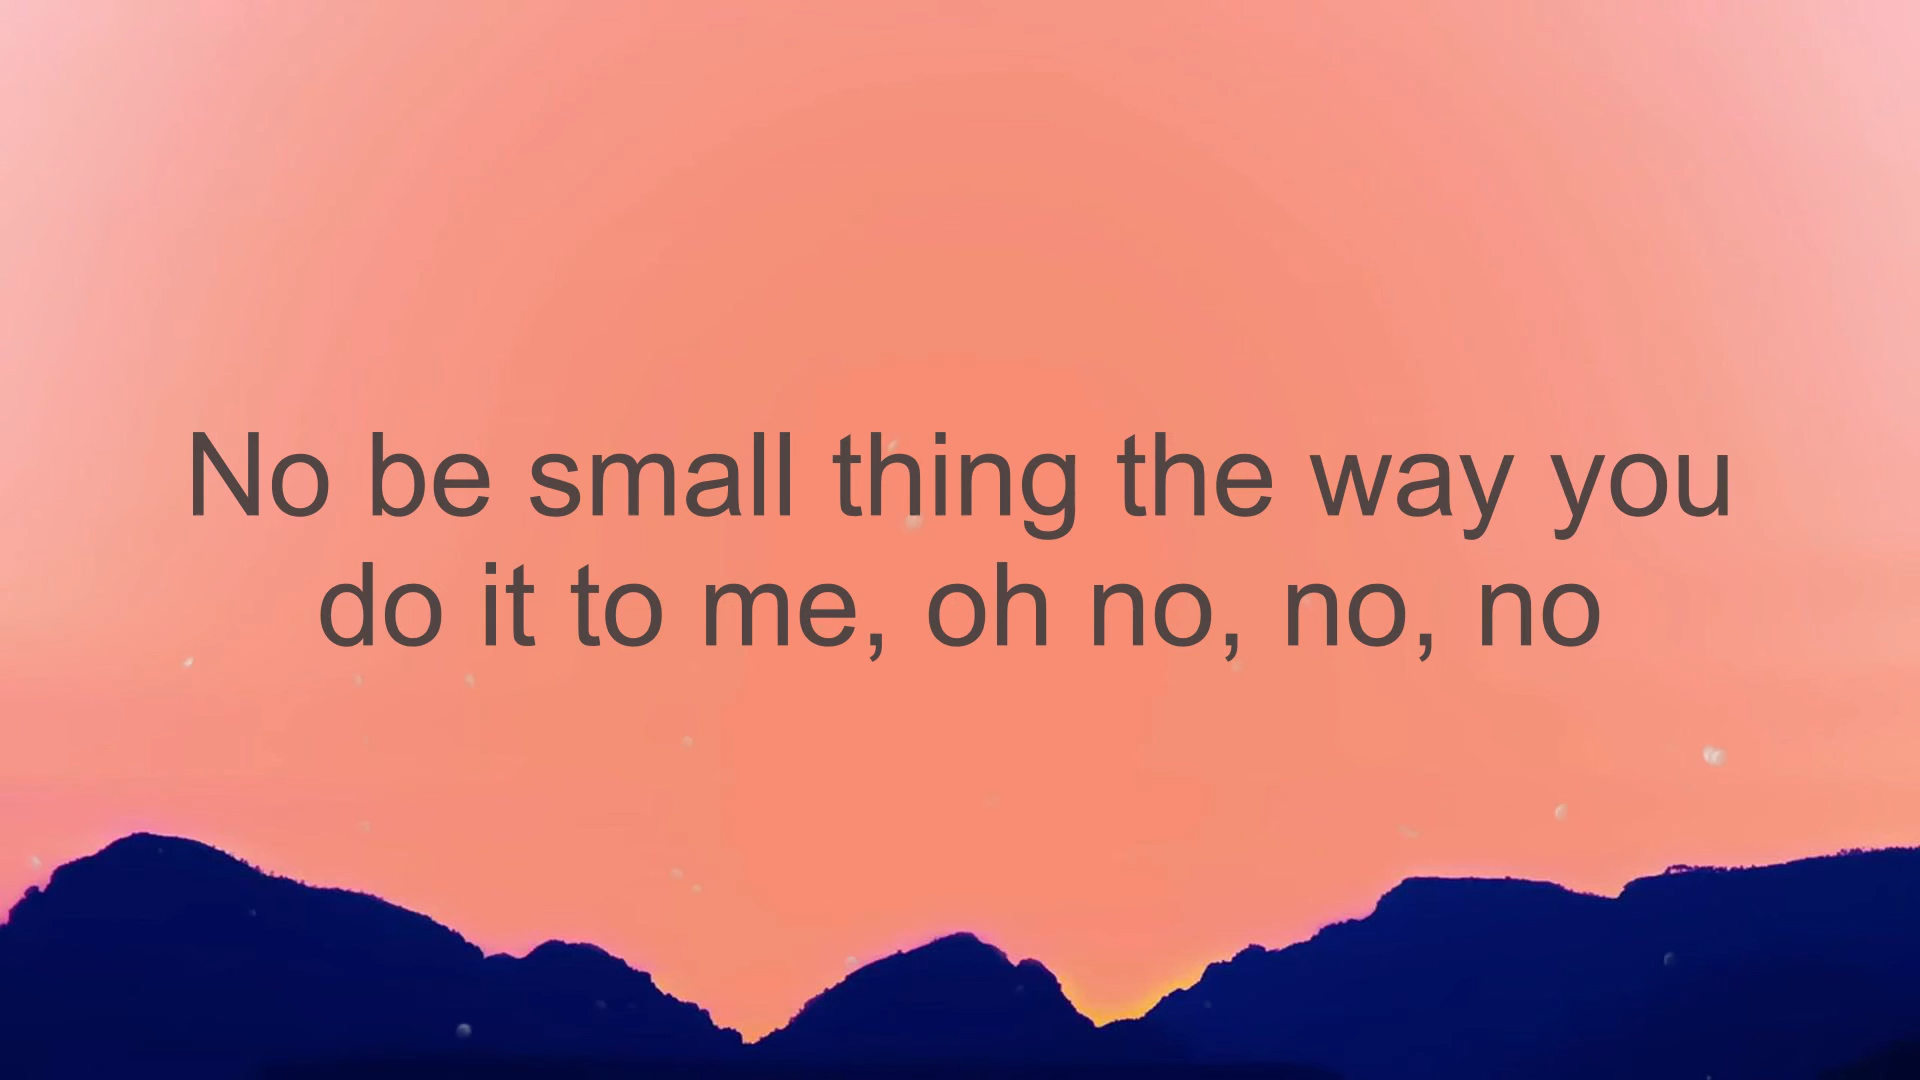 No be small thing the way you
do it to me, oh no, no, no